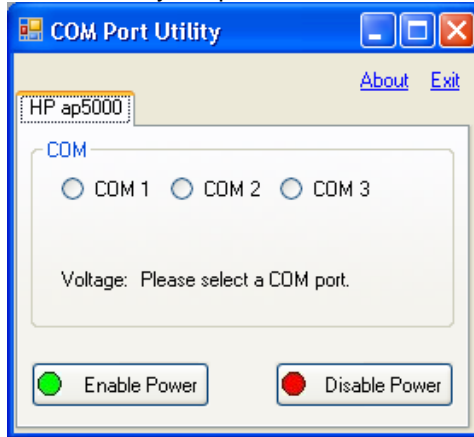 COM Port Utility
About Exit
HP ap5000
COM
COM 1 COM 2 COM 3
Voltage: Please select a COM port.
Enable Power Disable Power